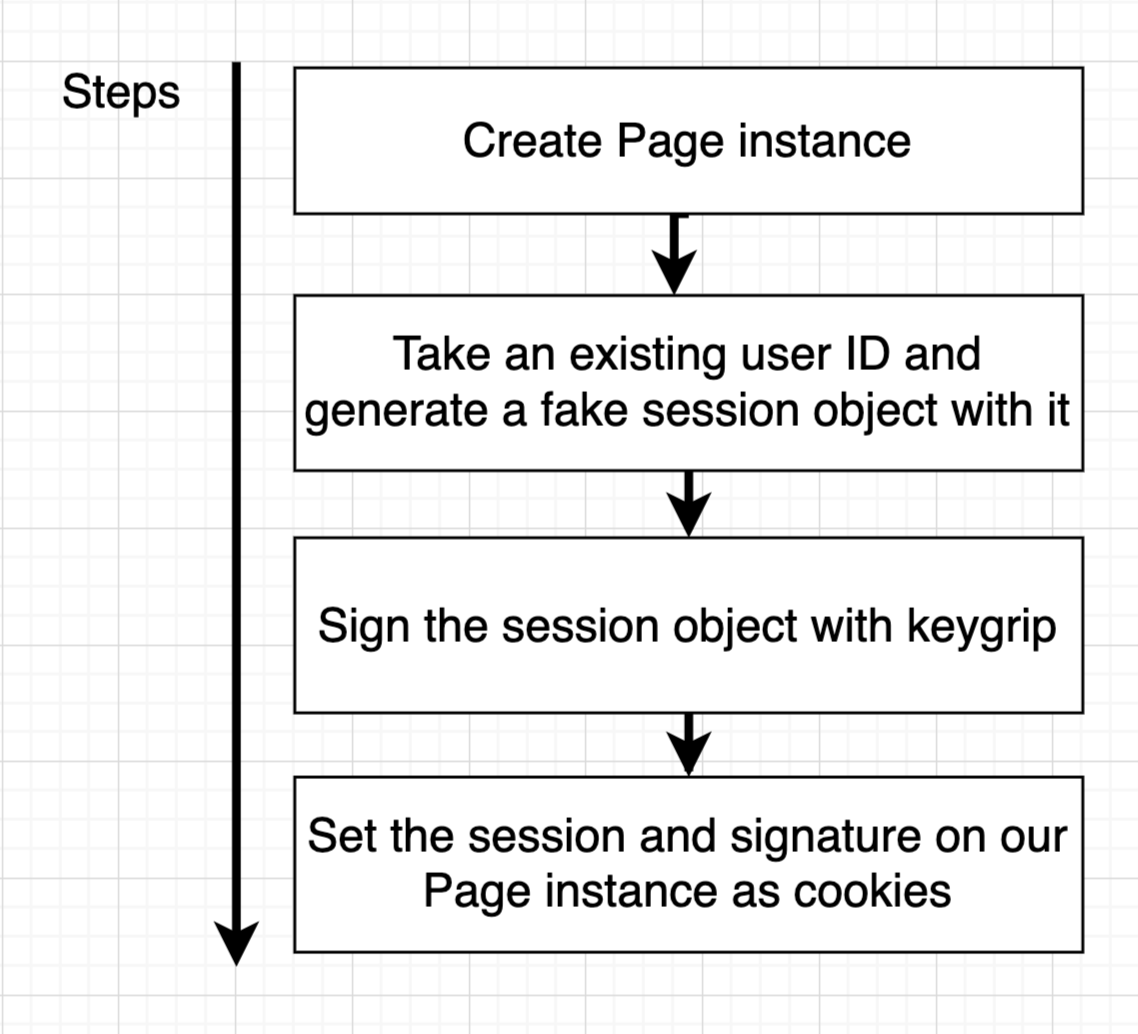 Steps
Create Page instance
Take an existing user ID and
generate a fake session object with it
Sign the session object with keygrip
Set the session and signature on our
Page instance as cookies